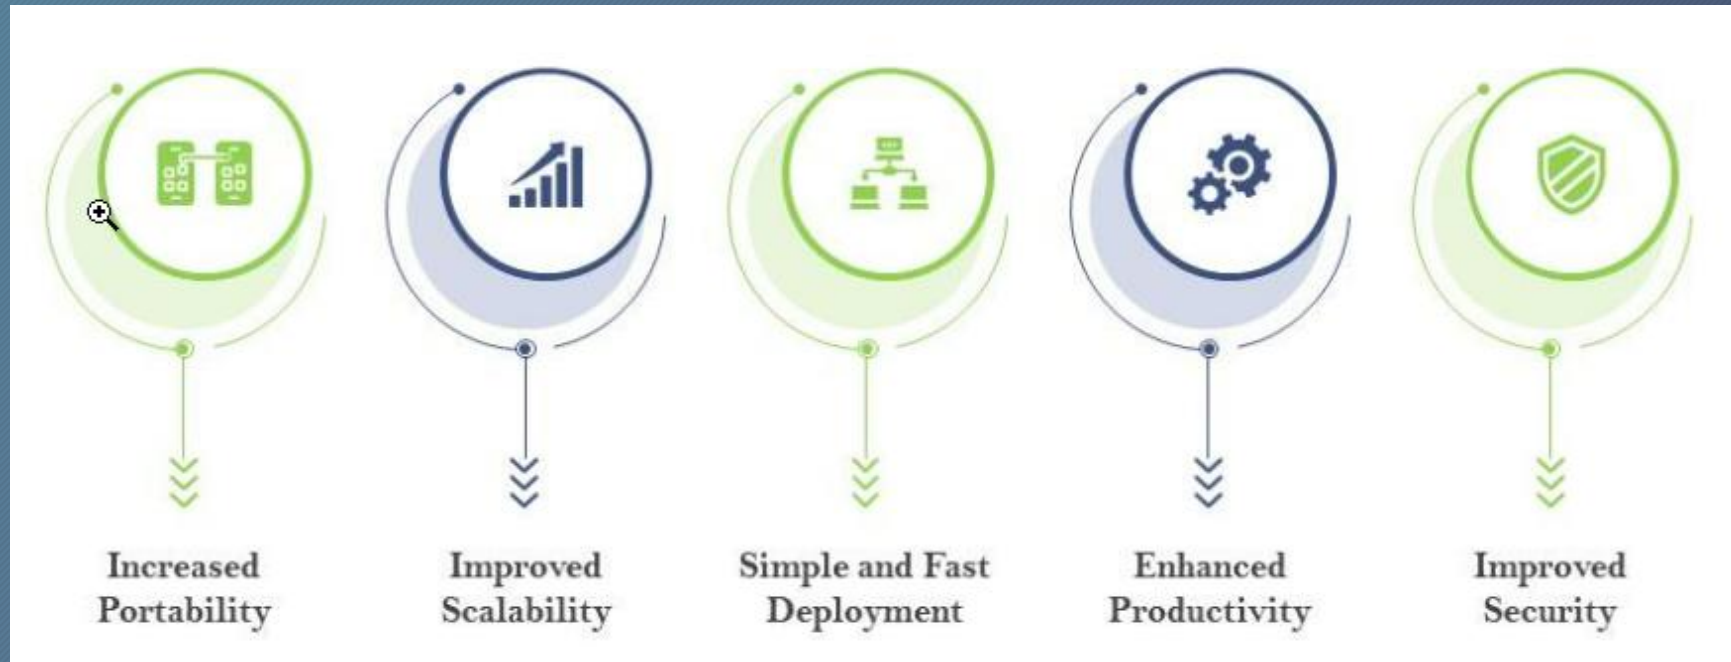 Increased
Portability
Improved
Scalability
Simple and Fast
Deployment
Enhanced
Productivity
Improved
Security